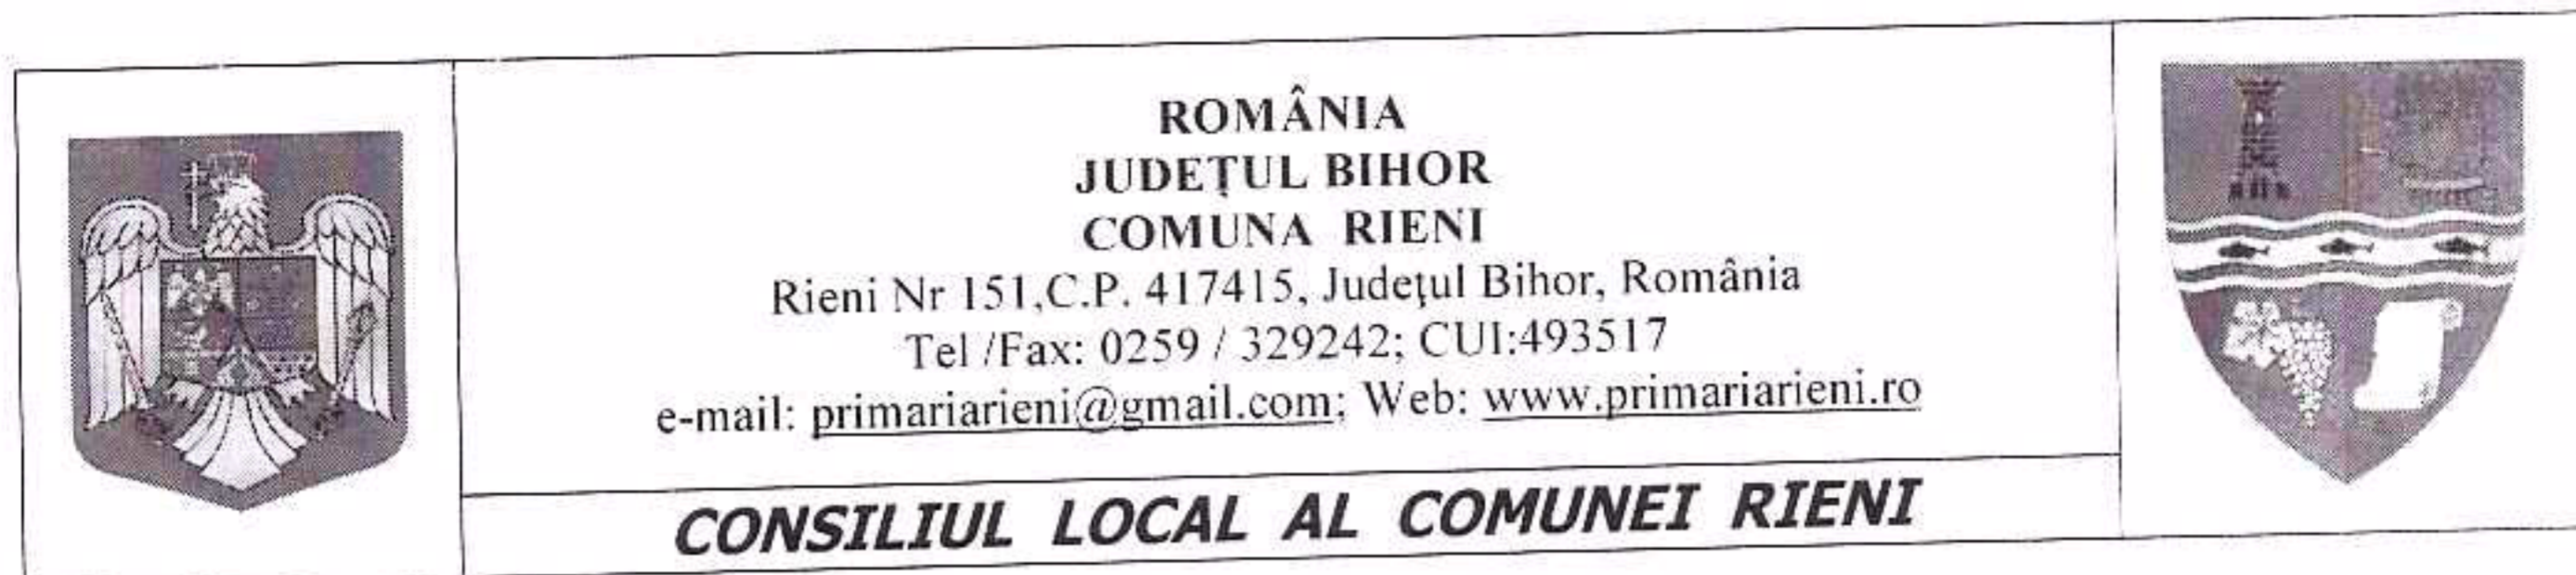 ROMÂNIA
JUDEȚUL BIHOR
COMUNA RIENI
Rieni Nr 151,C.P. 417415, Județul Bihor, România
Tel /Fax: 0259 / 329242; CUI:493517
e-mail: primariarieni@gmail.com; Web: www.primariarieni.ro
CONSILIUL LOCAL AL COMUNEI RIENI